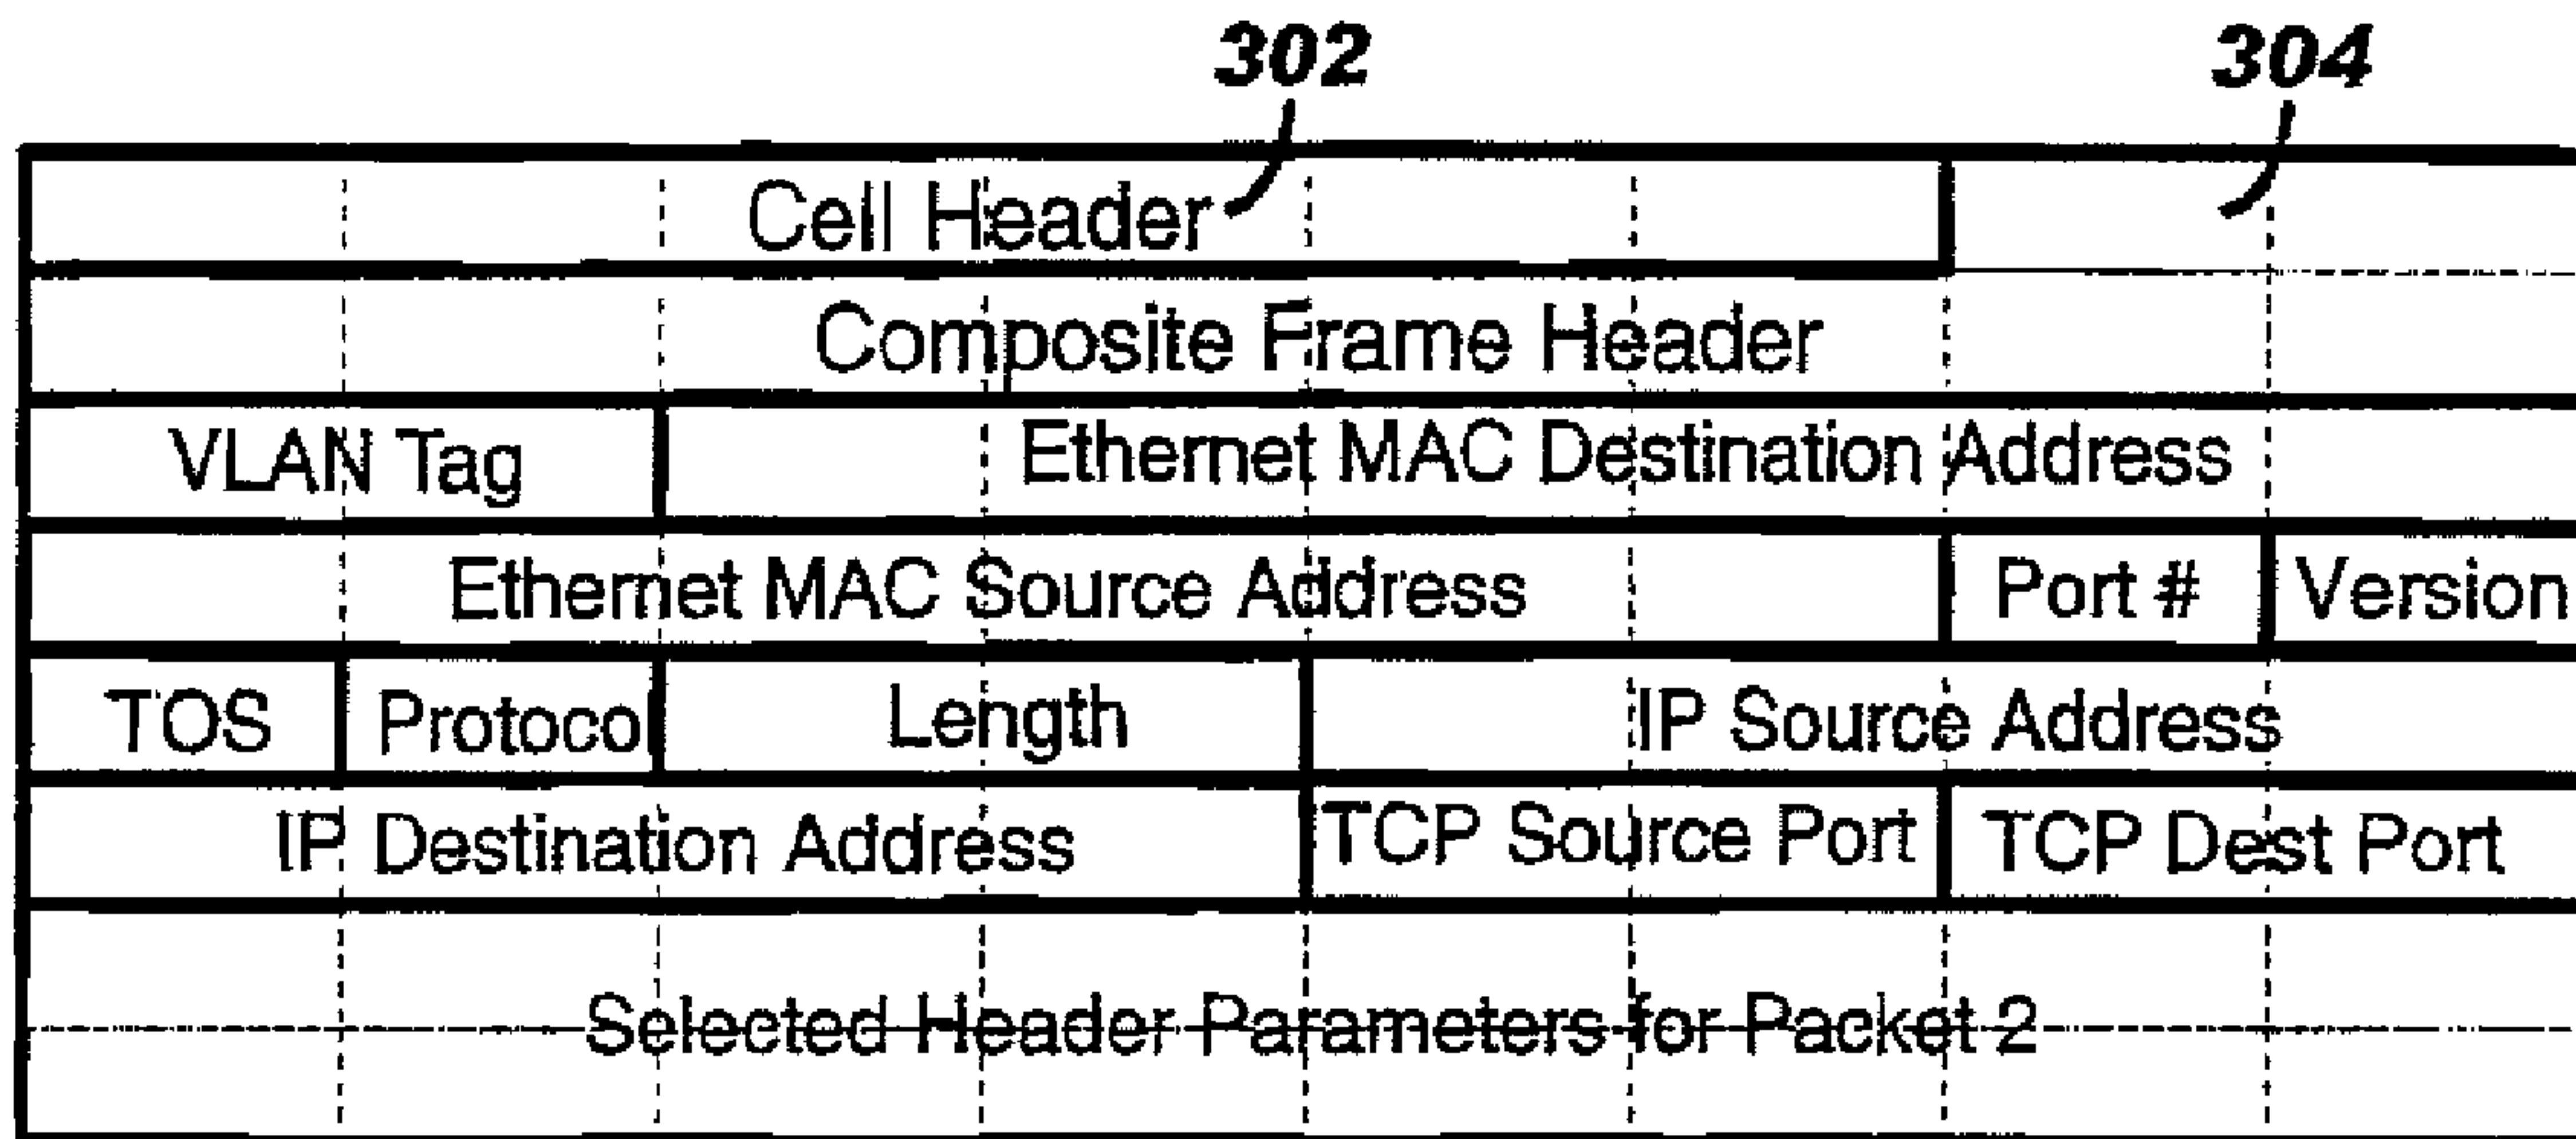 302 304
Cell Header
Composite Frame Header
VLAN Tag Ethernet MAC Destination Address
Ethernet MAC Source Address Port # Version
TOS Protocol Length IP Source Address
IP Destination Address TCP Source Port TCP Dest Port
Selected Header Parameters for Packet 2